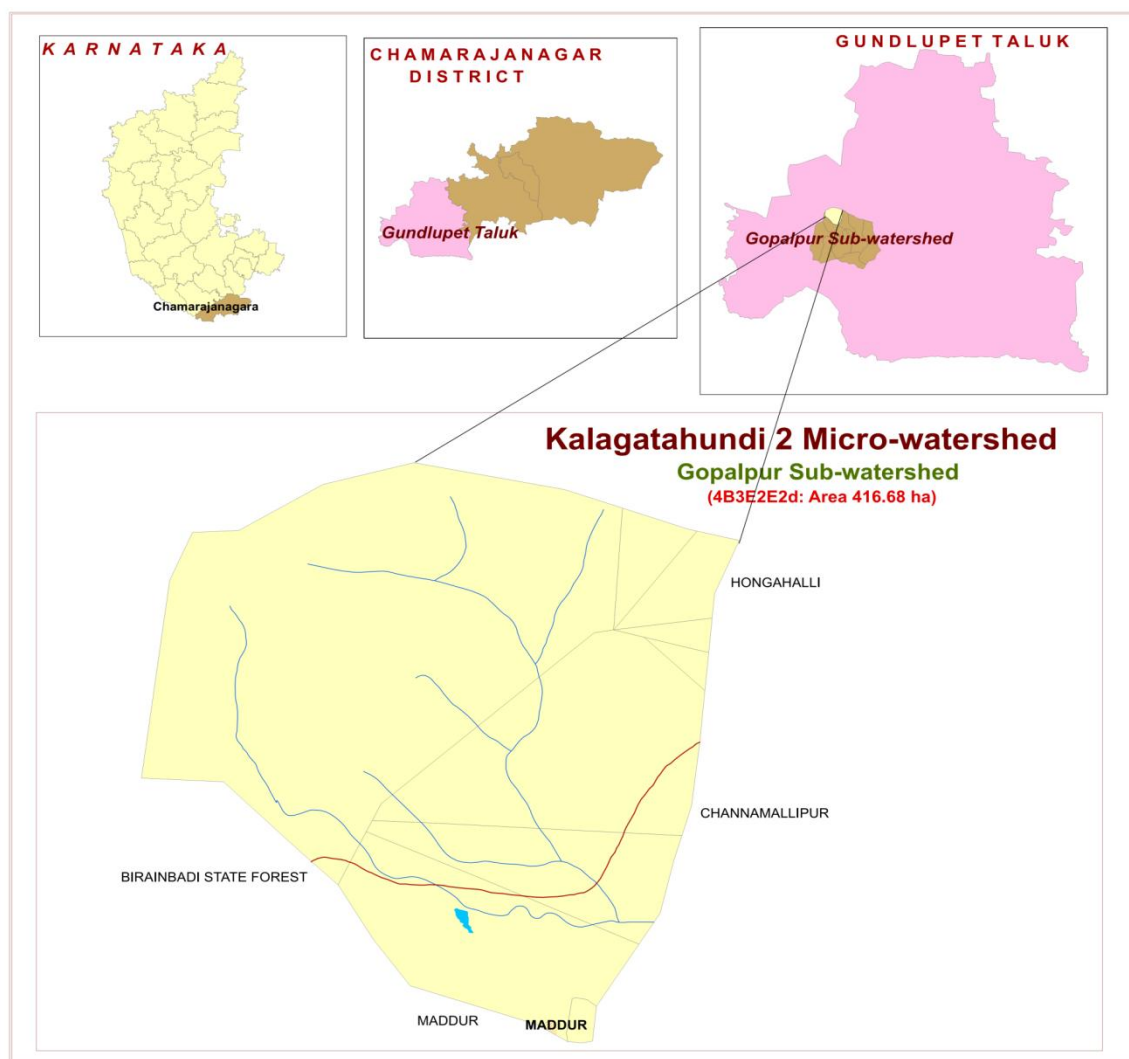 KARNATAKA
Chamarajanagara
CHAMARAJANAGAR
DISTRICT
Gundlupet Taluk
GUNDLUPET TALUK
Gopalpur Sub-watershed
Kalagatahundi 2 Micro-watershed
Gopalpur Sub-watershed
(4B3E2E2d: Area 416.68 ha)
HONGAHALLI
CHANNAMALLIPUR
BIRAINBADI STATE FOREST
MADDUR
MADDUR